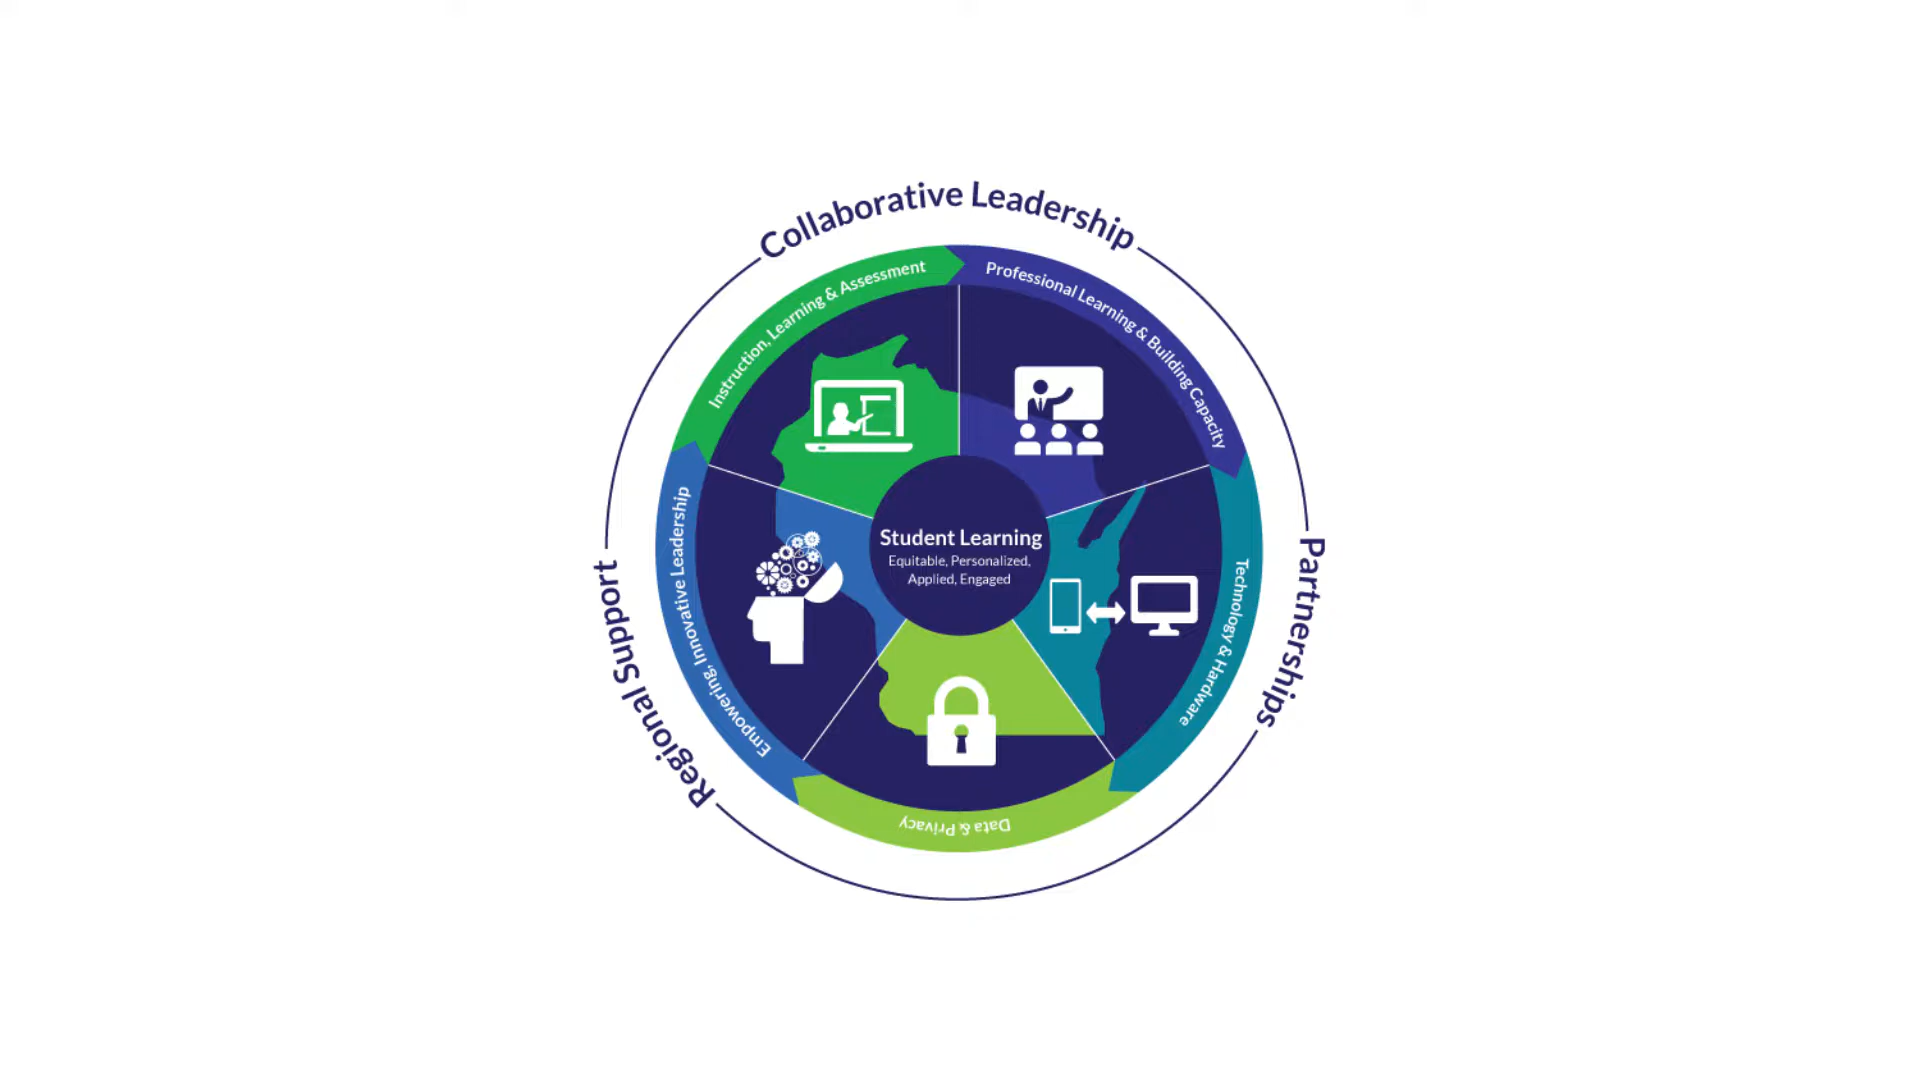 Collaborative Leadership
Instruction, Learning & Assessment
Professional Learning & Building Capacity
Student Learning
Equitable, Personalized,
Applied, Engaged
Empowering, Innovative Leadership
Technology & Hardware
Partnerships
Regional Support
Data & Privacy